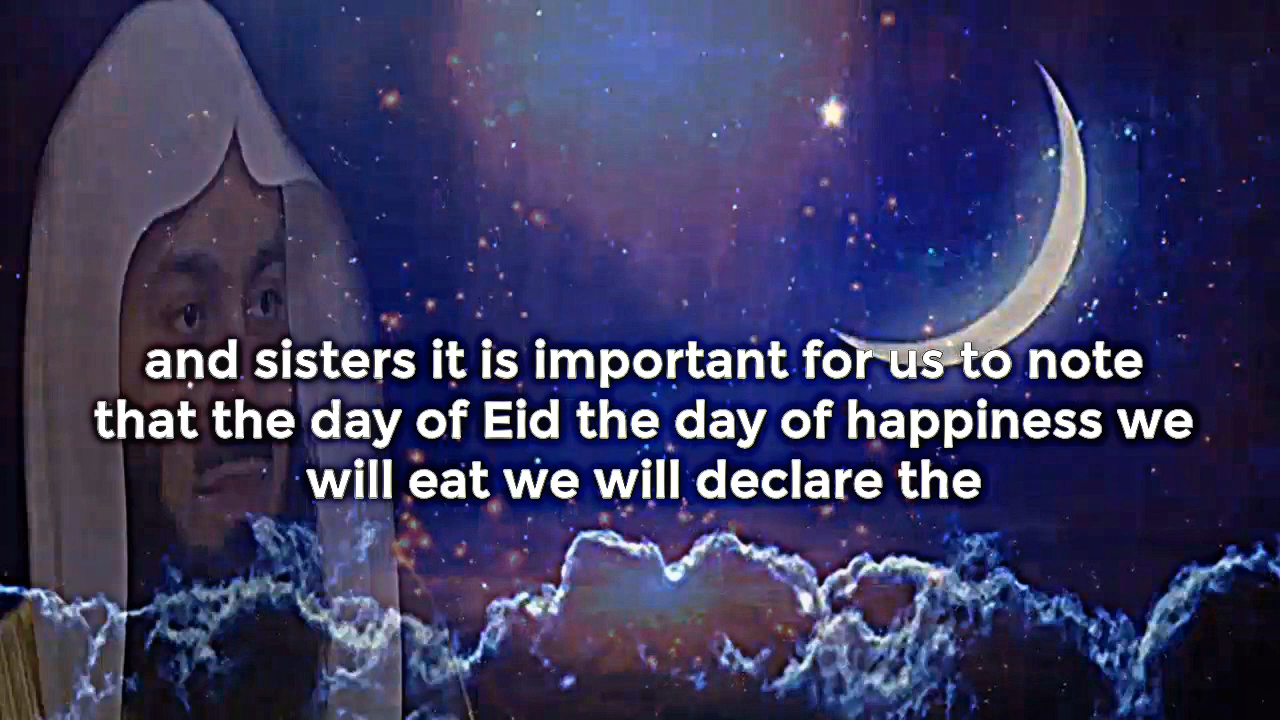 and sisters it is important for us to note
that the day of Eid the day of happiness we
will eat we will declare the